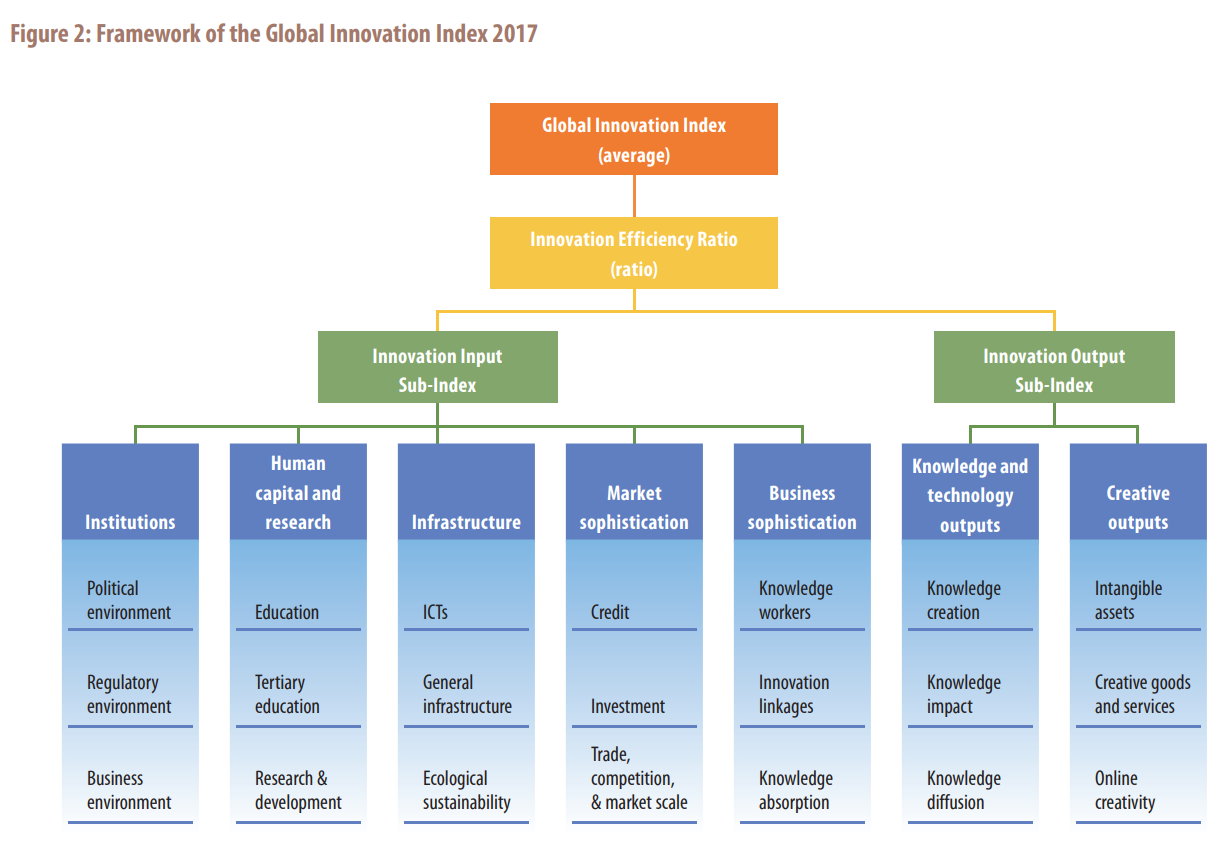 Figure 2: Framework of the Global Innovation Index 2017
Global Innovation Index
(average)
Innovation Efficiency Ratio
(ratio)
Innovation Input
Sub-Index
Innovation Output
Sub-Index
Institutions
Human
capital and
research
Infrastructure
Market
sophistication
Business
sophistication
Knowledge and
technology
outputs
Creative
outputs
Political
environment
Education
ICTs
Credit
Knowledge
workers
Knowledge
creation
Intangible
assets
Regulatory
environment
Tertiary
education
General
infrastructure
Investment
Innovation
linkages
Knowledge
impact
Creative goods
and services
Business
environment
Research &
development
Ecological
sustainability
Trade,
competition,
& market scale
Knowledge
absorption
Knowledge
diffusion
Online
creativity